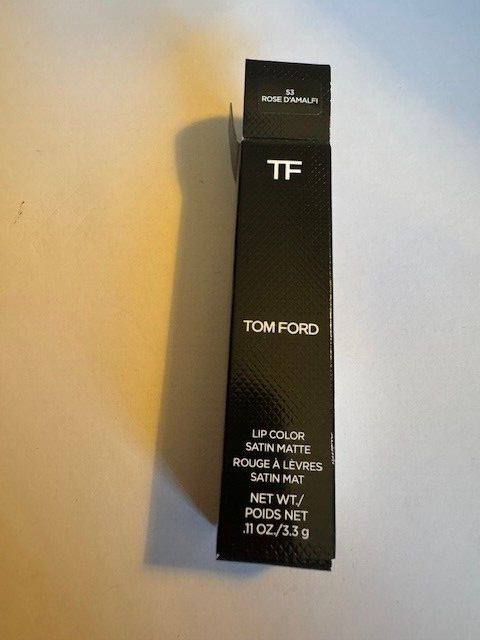 53
ROSE D'AMALFI
TF
TOM FORD
LIP COLOR
SATIN MATTE
ROUGE À LÈVRES
SATIN MAT
NET WT./
POIDS NET
.11 OZ./3.3 g